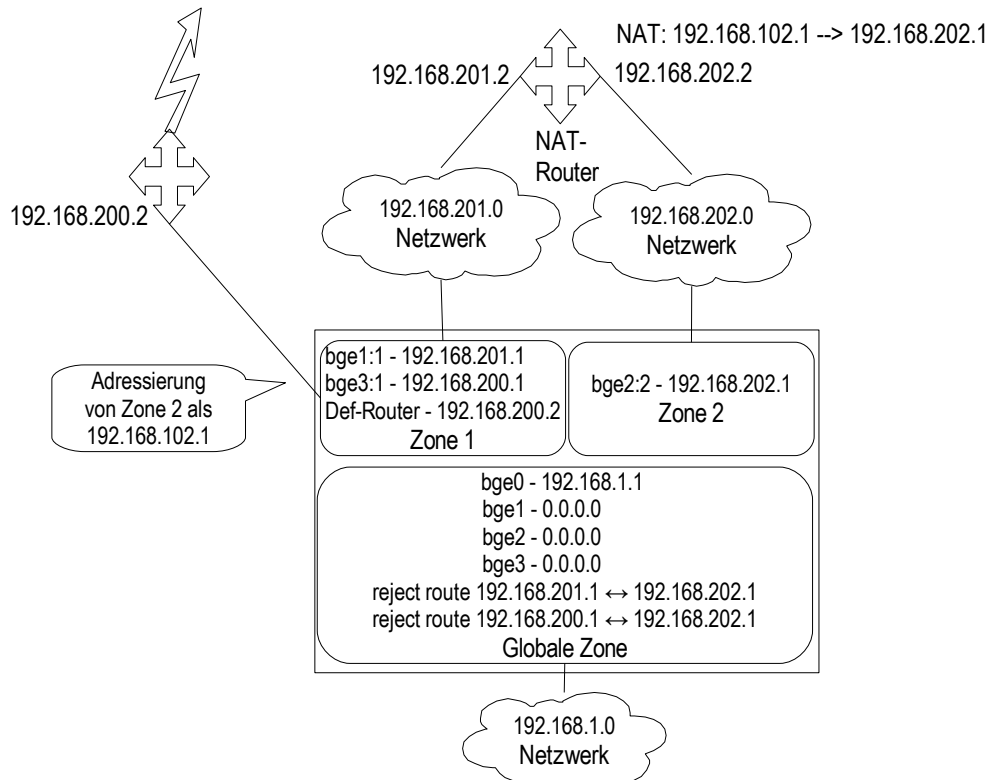 NAT: 192.168.102.1 --> 192.168.202.1
192.168.201.2
192.168.202.2
NAT-
Router
192.168.200.2
192.168.201.0
Netzwerk
192.168.202.0
Netzwerk
Adressierung
von Zone 2 als
192.168.102.1
bge1:1 - 192.168.201.1
bge3:1 - 192.168.200.1
Def-Router - 192.168.200.2
Zone 1
bge2:2 - 192.168.202.1
Zone 2
bge0 - 192.168.1.1
bge1 - 0.0.0.0
bge2 - 0.0.0.0
bge3 - 0.0.0.0
reject route 192.168.201.1 ↔ 192.168.202.1
reject route 192.168.200.1 ↔ 192.168.202.1
Globale Zone
192.168.1.0
Netzwerk